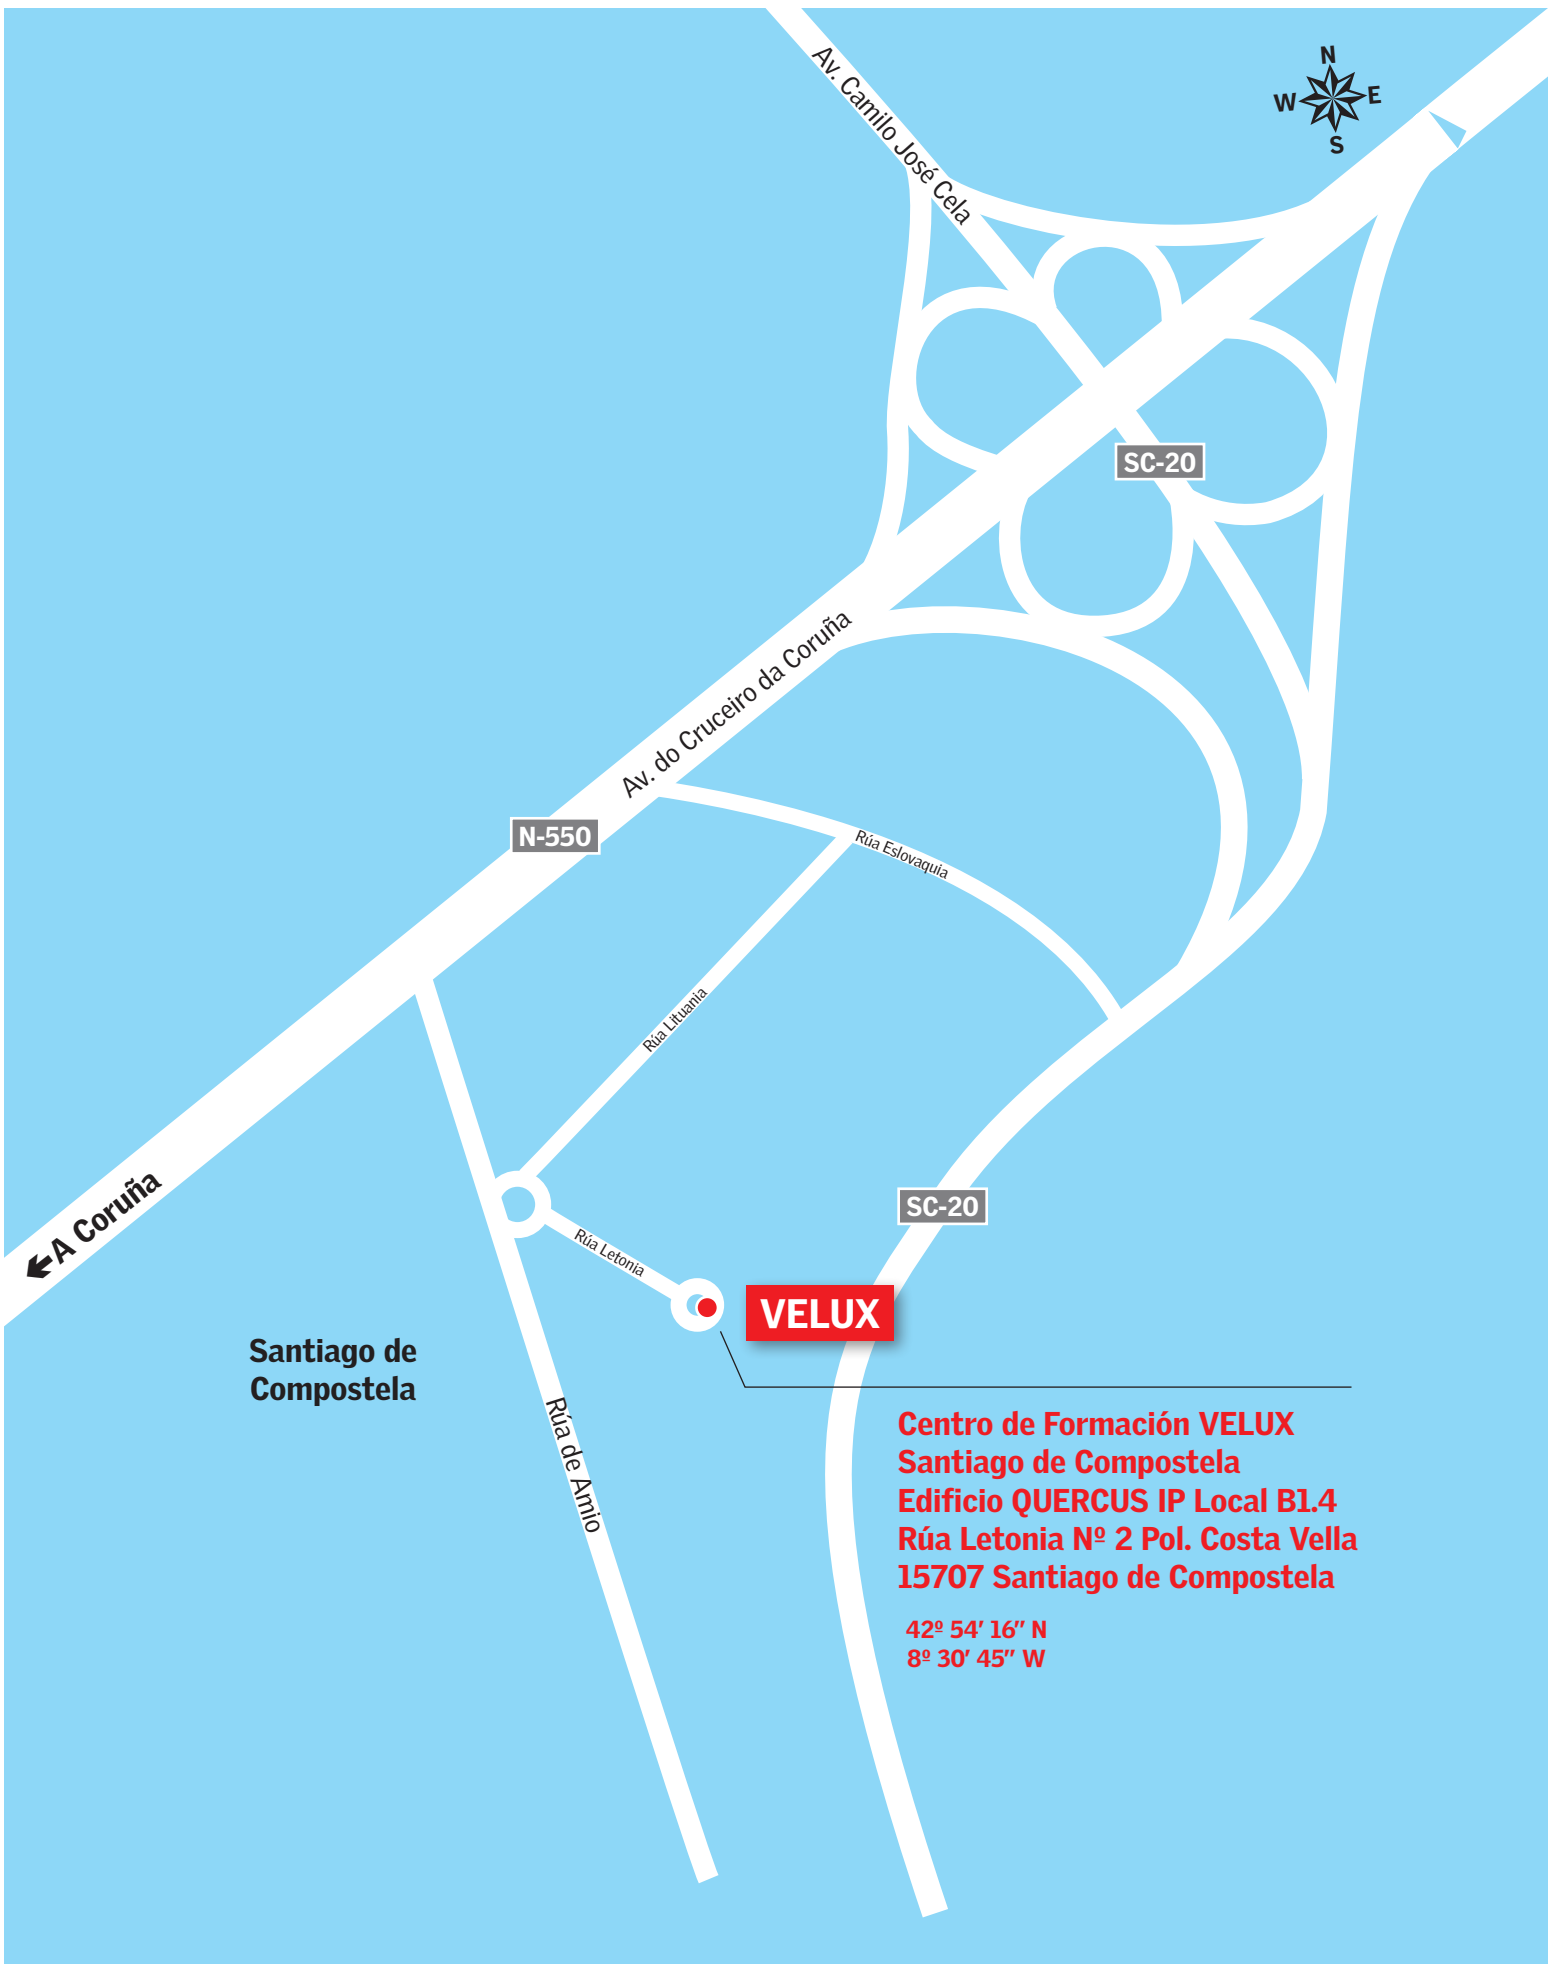 Av. Camilo José Cela
N
W
E
S
SC-20
Av. do Cruceiro da Coruña
N-550
Rúa Eslovaquia
Rúa Lituania
A Coruña
SC-20
Rúa Letonia
VELUX
Santiago de
Compostela
Rúa de Amio
Centro de Formación VELUX
Santiago de Compostela
Edificio QUERCUS IP Local B1.4
Rúa Letonia Nº 2 Pol. Costa Vella
15707 Santiago de Compostela
42º 54′ 16″ N
8º 30′ 45″ W